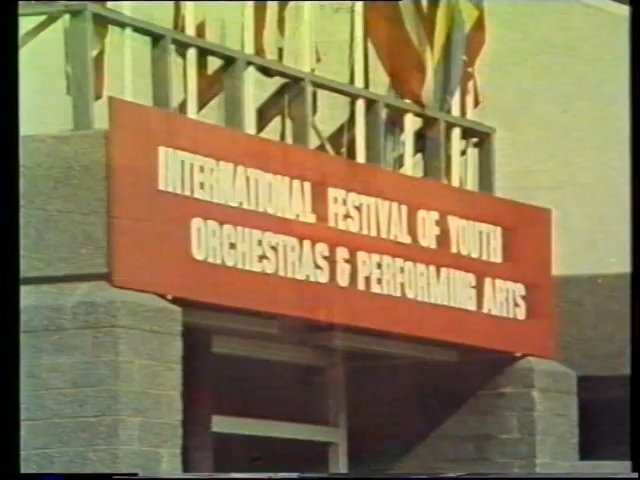 INTERNATIONAL FESTIVAL OF YOUTH
ORCHESTRAS & PERFORMING ARTS